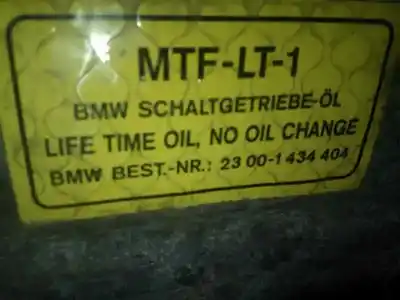 MTF-LT-1
BMW SCHALTGETRIEBE-ÖL
LIFE TIME OIL, NO OIL CHANGE
BMW BEST.-NR.: 23 00-1 434 404